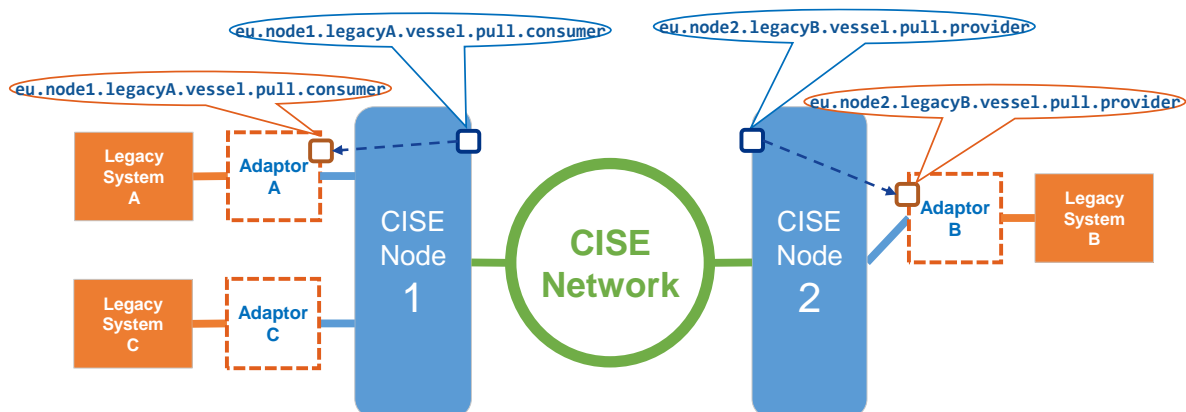 eu.node1.legacyA.vessel.pull.consumer
eu.node2.legacyB.vessel.pull.provider
eu.node1.legacyA.vessel.pull.consumer
eu.node2.legacyB.vessel.pull.provider
Legacy
System
A
Adaptor
A
CISE
Node
1
CISE
Network
CISE
Node
2
Adaptor
B
Legacy
System
B
Legacy
System
C
Adaptor
C